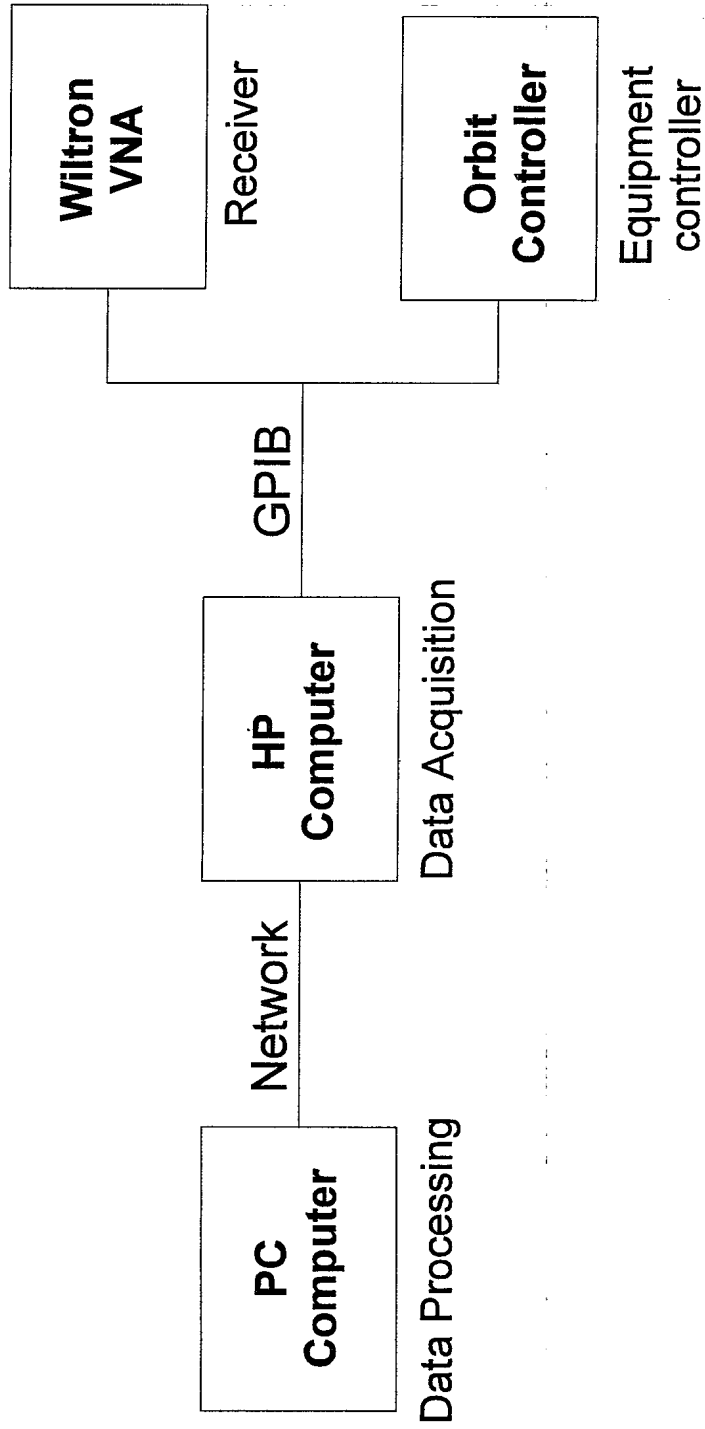 PC
Computer
Data Processing
Network
HP
Computer
Data Acquisition
GPIB
Wiltron
VNA
Receiver
Orbit
Controller
Equipment
controller